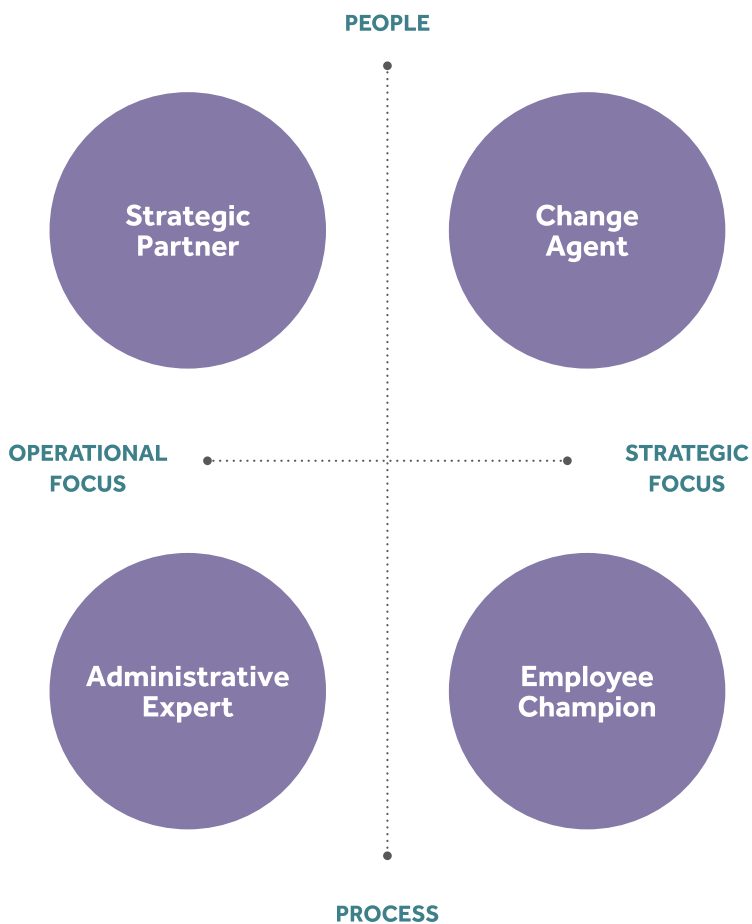 PEOPLE
Strategic
Partner
Change
Agent
OPERATIONAL
FOCUS
STRATEGIC
FOCUS
Administrative
Expert
Employee
Champion
PROCESS